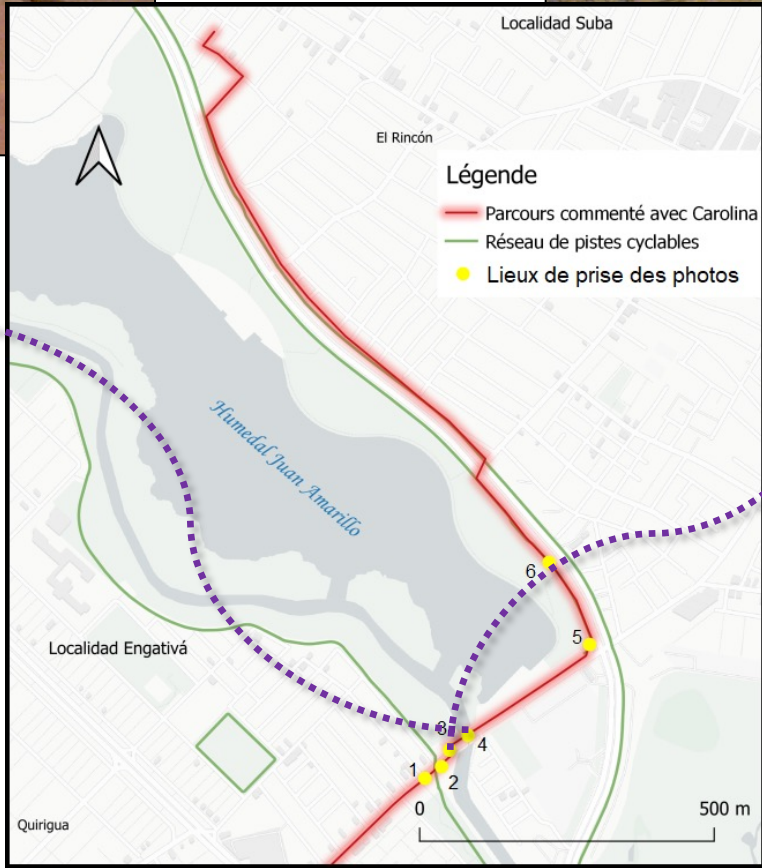 Localidad Suba
El Rincón
Légende
Parcours commenté avec Carolina
Réseau de pistes cyclables
Lieux de prise des photos
Humedal Juan Amarillo
6
5
Localidad Engativá
3
4
1
2
0 500 m
Quirigua